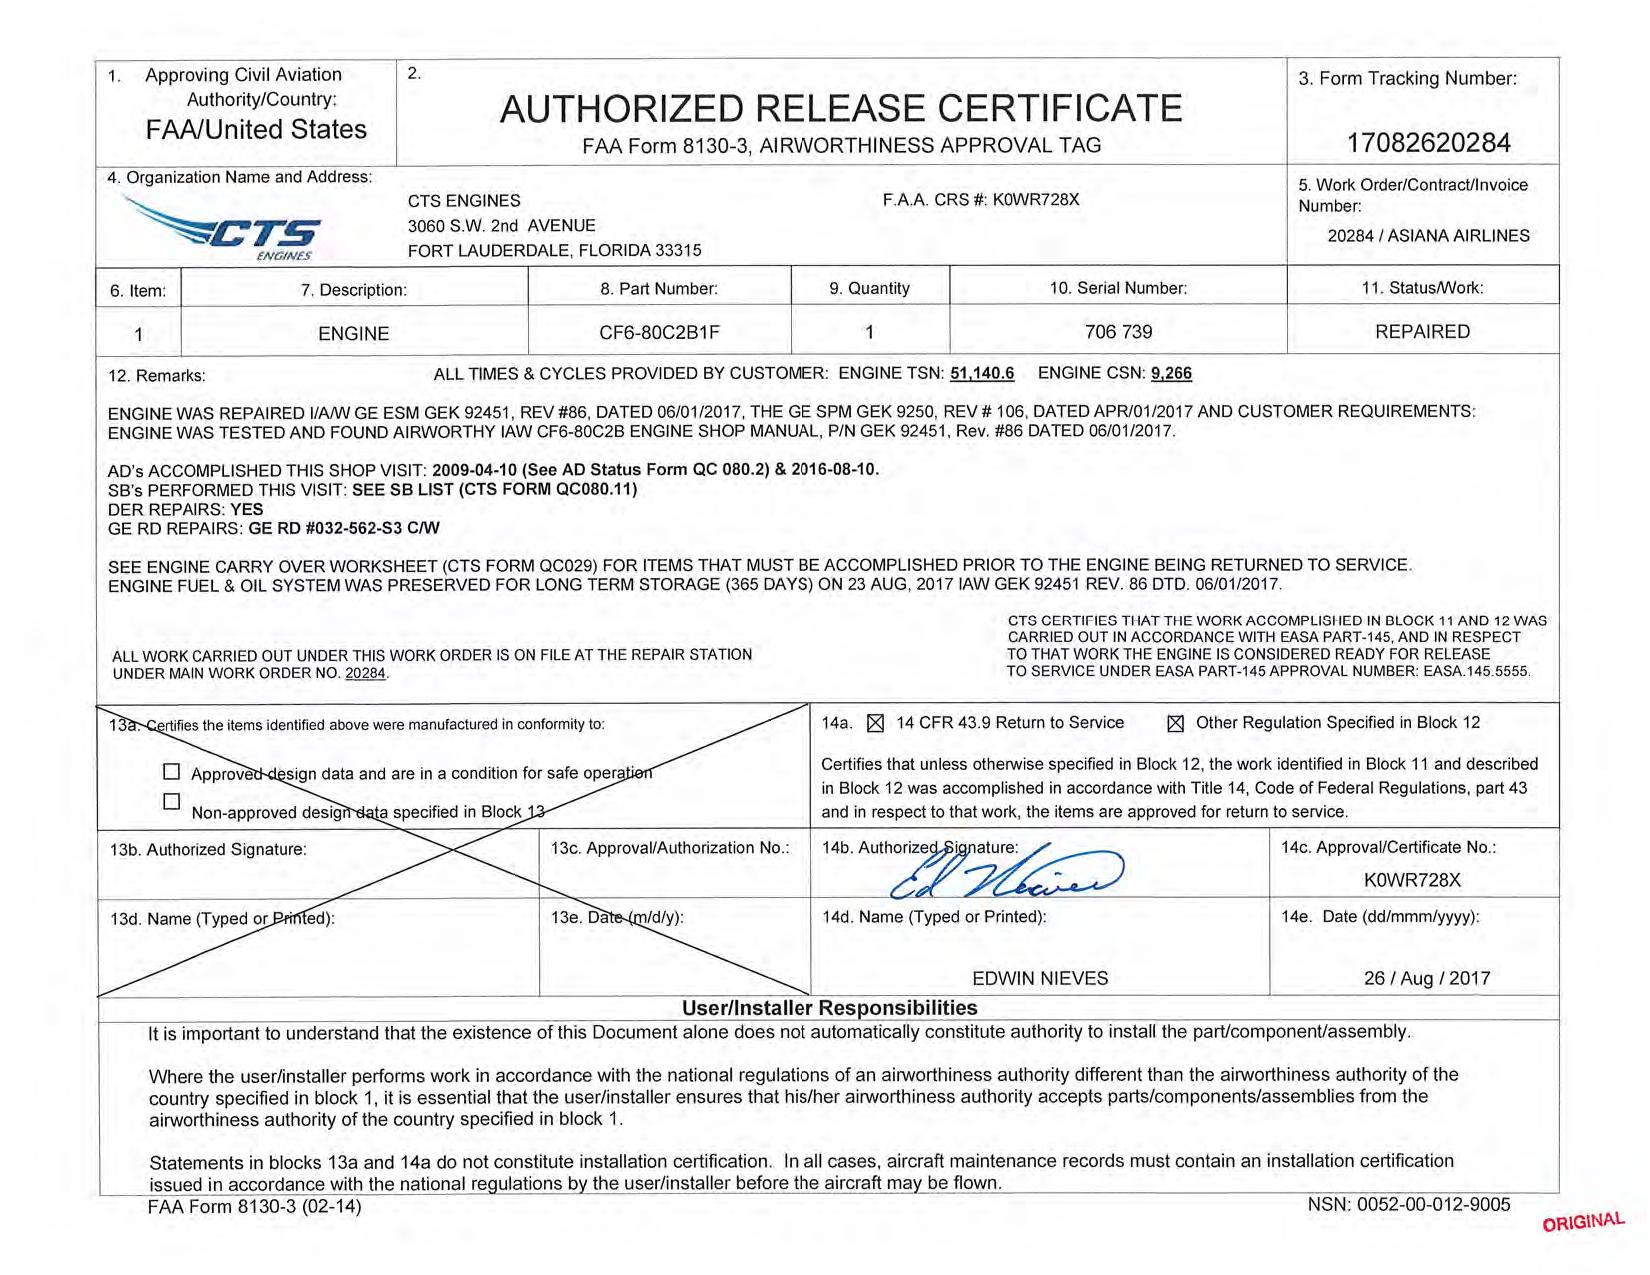 1. Approving Civil Aviation
Authority/Country:
FAA/United States
2.
AUTHORIZED RELEASE CERTIFICATE
FAA Form 8130-3, AIRWORTHINESS APPROVAL TAG
3. Form Tracking Number:
17082620284
4. Organization Name and Address:
CTS
ENGINES
CTS ENGINES
3060 S.W. 2nd AVENUE
FORT LAUDERDALE, FLORIDA 33315
F.A.A. CRS #: K0WR728X
5. Work Order/Contract/Invoice
Number:
20284 / ASIANA AIRLINES
6. Item: 7. Description: 8. Part Number: 9. Quantity 10. Serial Number: 11. Status/Work:
1 ENGINE CF6-80C2B1F 1 706 739 REPAIRED
12. Remarks: ALL TIMES & CYCLES PROVIDED BY CUSTOMER: ENGINE TSN: 51,140.6 ENGINE CSN: 9,266
ENGINE WAS REPAIRED I/A/W GE ESM GEK 92451, REV #86, DATED 06/01/2017, THE GE SPM GEK 9250, REV # 106, DATED APR/01/2017 AND CUSTOMER REQUIREMENTS:
ENGINE WAS TESTED AND FOUND AIRWORTHY IAW CF6-80C2B ENGINE SHOP MANUAL, P/N GEK 92451, Rev. #86 DATED 06/01/2017.
AD's ACCOMPLISHED THIS SHOP VISIT: 2009-04-10 (See AD Status Form QC 080.2) & 2016-08-10.
SB's PERFORMED THIS VISIT: SEE SB LIST (CTS FORM QC080.11)
DER REPAIRS: YES
GE RD REPAIRS: GE RD #032-562-S3 C/W
SEE ENGINE CARRY OVER WORKSHEET (CTS FORM QC029) FOR ITEMS THAT MUST BE ACCOMPLISHED PRIOR TO THE ENGINE BEING RETURNED TO SERVICE.
ENGINE FUEL & OIL SYSTEM WAS PRESERVED FOR LONG TERM STORAGE (365 DAYS) ON 23 AUG, 2017 IAW GEK 92451 REV. 86 DTD. 06/01/2017.
ALL WORK CARRIED OUT UNDER THIS WORK ORDER IS ON FILE AT THE REPAIR STATION
UNDER MAIN WORK ORDER NO. 20284.
CTS CERTIFIES THAT THE WORK ACCOMPLISHED IN BLOCK 11 AND 12 WAS
CARRIED OUT IN ACCORDANCE WITH EASA PART-145, AND IN RESPECT
TO THAT WORK THE ENGINE IS CONSIDERED READY FOR RELEASE
TO SERVICE UNDER EASA PART-145 APPROVAL NUMBER: EASA.145.5555.
13a. Certifies the items identified above were manufactured in conformity to:
☐ Approved design data and are in a condition for safe operation
☐ Non-approved design data specified in Block 13
14a. ☒ 14 CFR 43.9 Return to Service ☒ Other Regulation Specified in Block 12
Certifies that unless otherwise specified in Block 12, the work identified in Block 11 and described
in Block 12 was accomplished in accordance with Title 14, Code of Federal Regulations, part 43
and in respect to that work, the items are approved for return to service.
13b. Authorized Signature: 13c. Approval/Authorization No.:
14b. Authorized Signature:
Ed Nieves
14c. Approval/Certificate No.:
K0WR728X
13d. Name (Typed or Printed): 13e. Date (m/d/y):
14d. Name (Typed or Printed):
EDWIN NIEVES
14e. Date (dd/mmm/yyyy):
26 / Aug / 2017
User/Installer Responsibilities
It is important to understand that the existence of this Document alone does not automatically constitute authority to install the part/component/assembly.
Where the user/installer performs work in accordance with the national regulations of an airworthiness authority different than the airworthiness authority of the
country specified in block 1, it is essential that the user/installer ensures that his/her airworthiness authority accepts parts/components/assemblies from the
airworthiness authority of the country specified in block 1.
Statements in blocks 13a and 14a do not constitute installation certification. In all cases, aircraft maintenance records must contain an installation certification
issued in accordance with the national regulations by the user/installer before the aircraft may be flown.
FAA Form 8130-3 (02-14)
NSN: 0052-00-012-9005
ORIGINAL